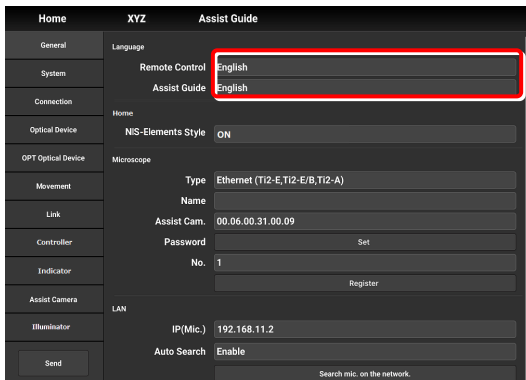 Home XYZ Assist Guide
General
System
Connection
Optical Device
OPT Optical Device
Movement
Link
Controller
Indicator
Assist Camera
Illuminator
Send
Language
Remote Control English
Assist Guide English
Home
NIS-Elements Style ON
Microscope
Type Ethernet (Ti2-E,Ti2-E/B,Ti2-A)
Name
Assist Cam. 00.06.00.31.00.09
Password Set
No. 1
Register
LAN
IP(Mic.) 192.168.11.2
Auto Search Enable
Search mic. on the network.